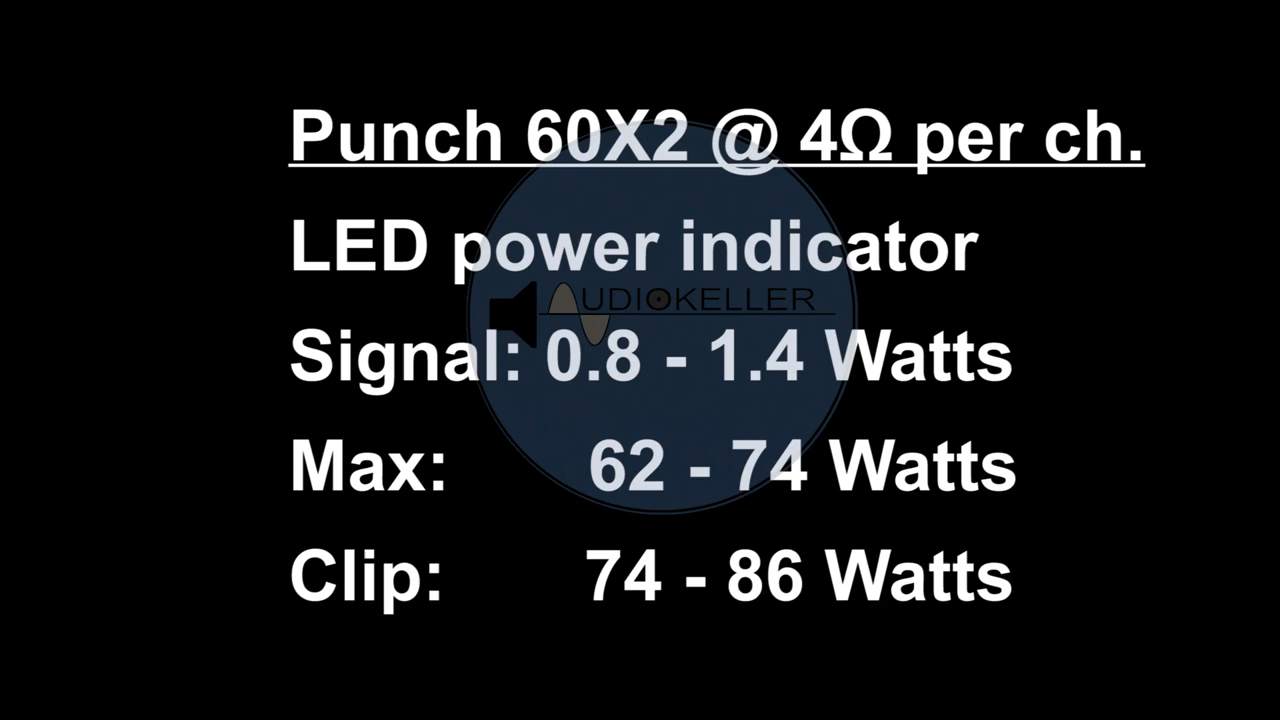 Punch 60X2 @ 4Ω per ch.
LED power indicator
UDIOKELLER
Signal: 0.8 - 1.4 Watts
Max: 62 - 74 Watts
Clip: 74 - 86 Watts